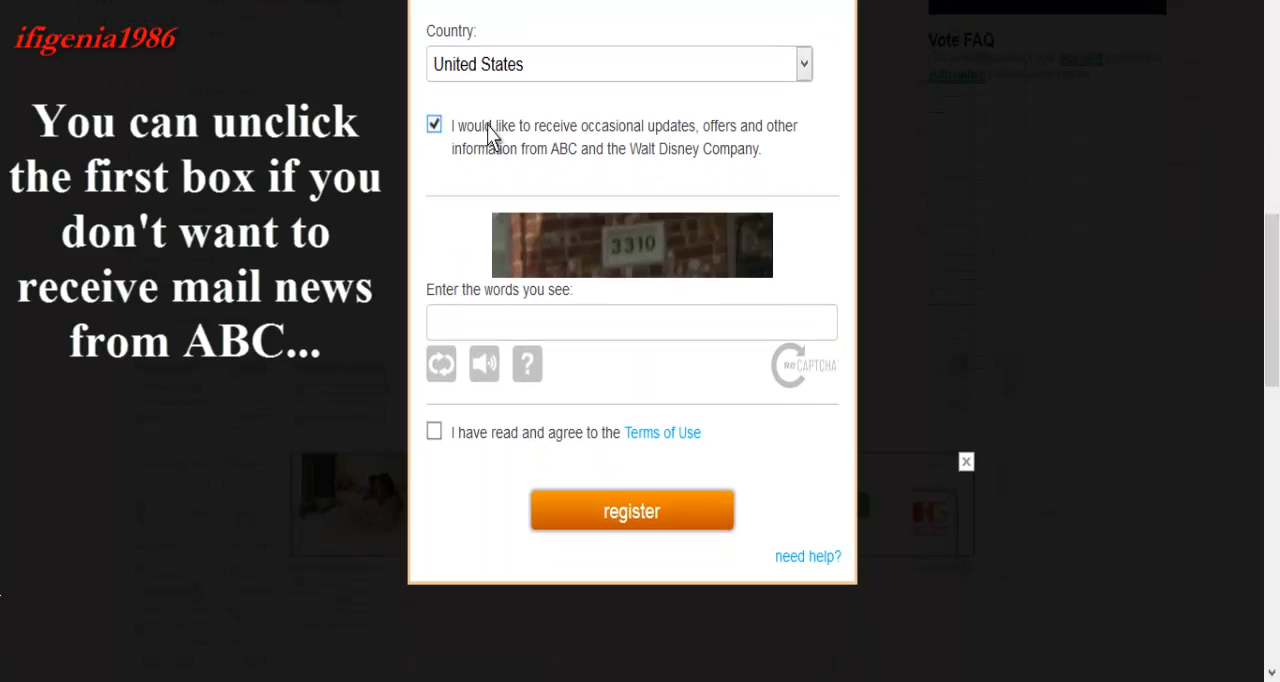 ifigenia1986
You can unclick
the first box if you
don't want to
receive mail news
from ABC...
Country:
United States
I would like to receive occasional updates, offers and other
information from ABC and the Walt Disney Company.
3310
Enter the words you see:
?
ReCAPTCHA
I have read and agree to the Terms of Use
register
need help?
Vote FAQ
x